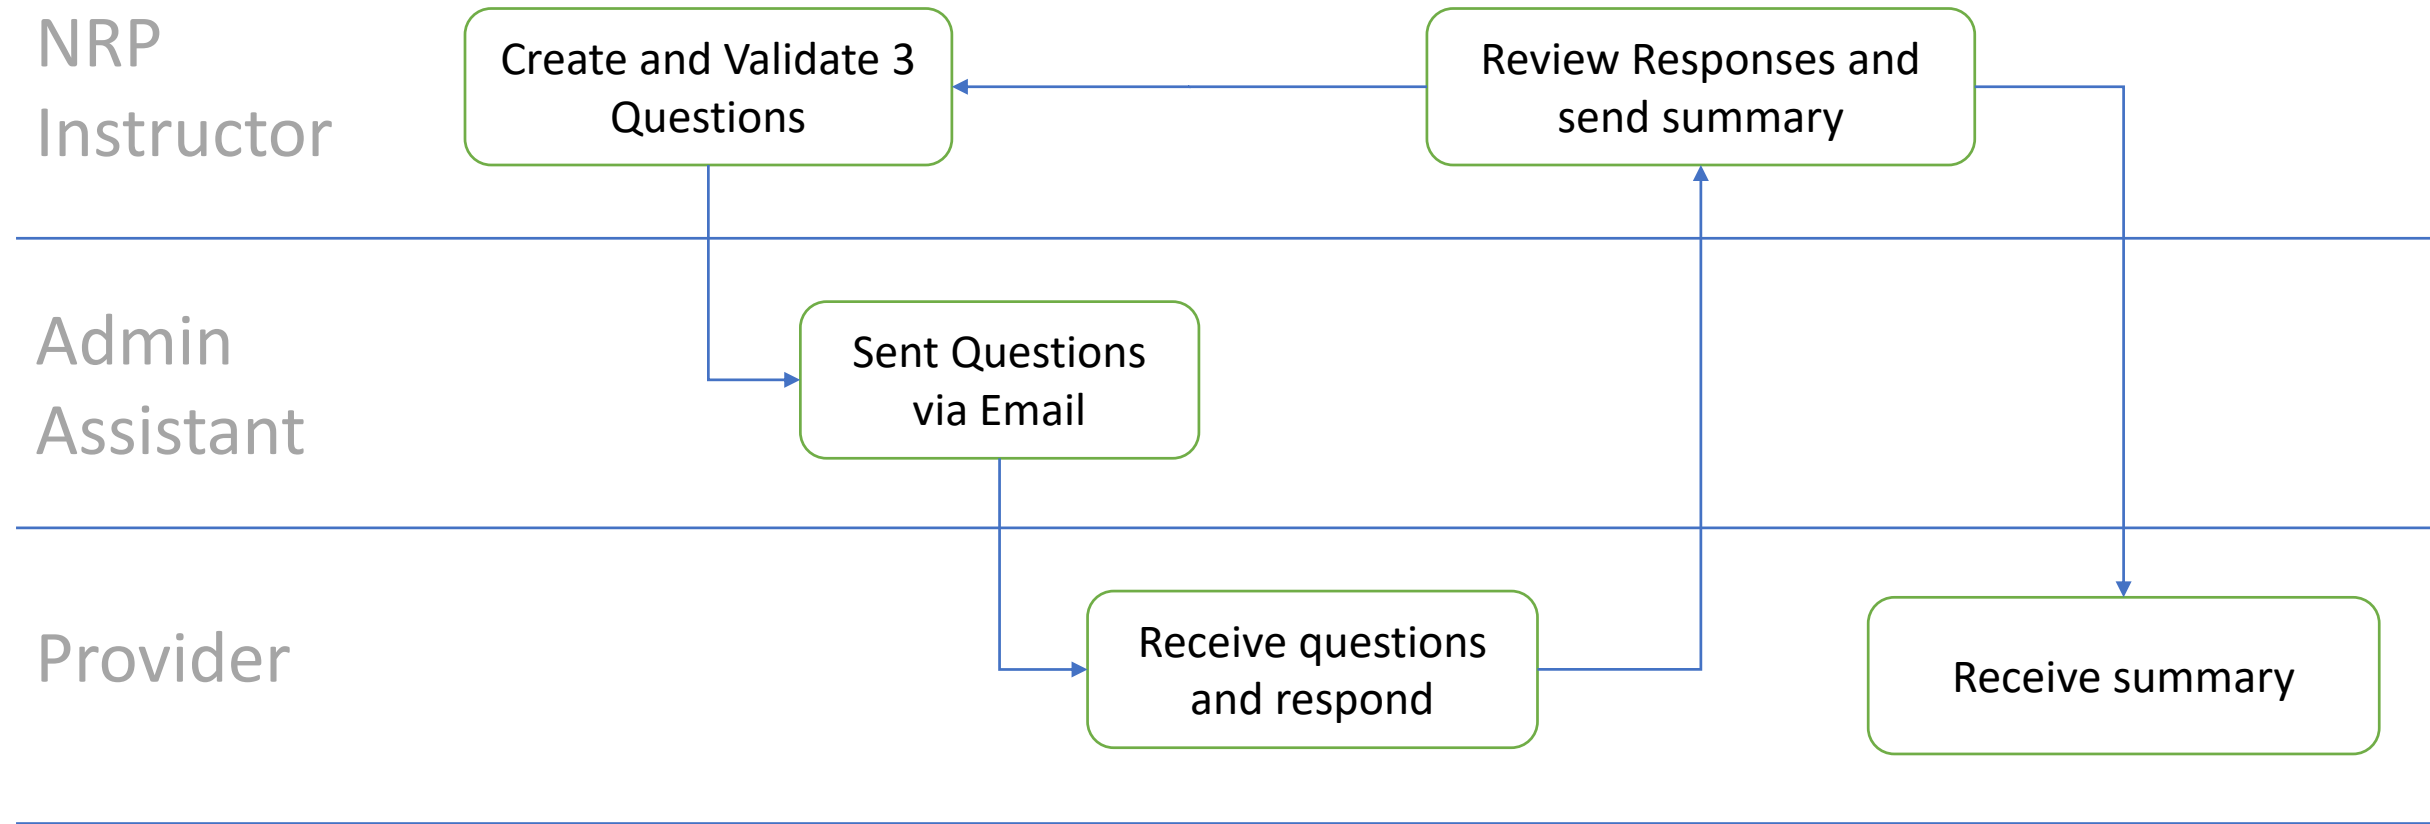 NRP
Instructor
Create and Validate 3
Questions
Review Responses and
send summary
Admin
Assistant
Sent Questions
via Email
Provider
Receive questions
and respond
Receive summary